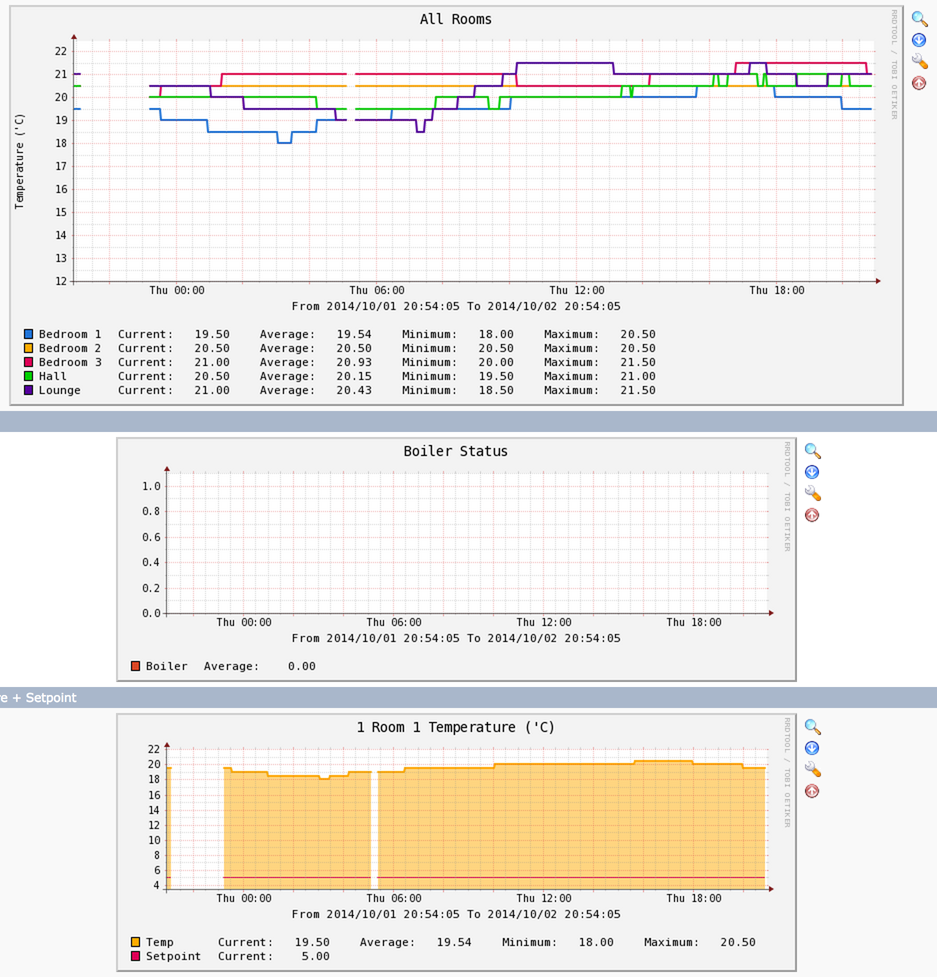 All Rooms
RRDTOOL / TOBI OETIKER
Temperature ('C)
22
21
20
19
18
17
16
15
14
13
12
Thu 00:00 Thu 06:00 Thu 12:00 Thu 18:00
From 2014/10/01 20:54:05 To 2014/10/02 20:54:05
Bedroom 1 Current: 19.50 Average: 19.54 Minimum: 18.00 Maximum: 20.50
Bedroom 2 Current: 20.50 Average: 20.50 Minimum: 20.50 Maximum: 20.50
Bedroom 3 Current: 21.00 Average: 20.93 Minimum: 20.00 Maximum: 21.50
Hall Current: 20.50 Average: 20.15 Minimum: 19.50 Maximum: 21.00
Lounge Current: 21.00 Average: 20.43 Minimum: 18.50 Maximum: 21.50
Boiler Status
RRDTOOL / TOBI OETIKER
1.0
0.8
0.6
0.4
0.2
0.0
Thu 00:00 Thu 06:00 Thu 12:00 Thu 18:00
From 2014/10/01 20:54:05 To 2014/10/02 20:54:05
Boiler Average: 0.00
e + Setpoint
1 Room 1 Temperature ('C)
RRDTOOL / TOBI OETIKER
22
20
18
16
14
12
10
8
6
4
Thu 00:00 Thu 06:00 Thu 12:00 Thu 18:00
From 2014/10/01 20:54:05 To 2014/10/02 20:54:05
Temp Current: 19.50 Average: 19.54 Minimum: 18.00 Maximum: 20.50
Setpoint Current: 5.00